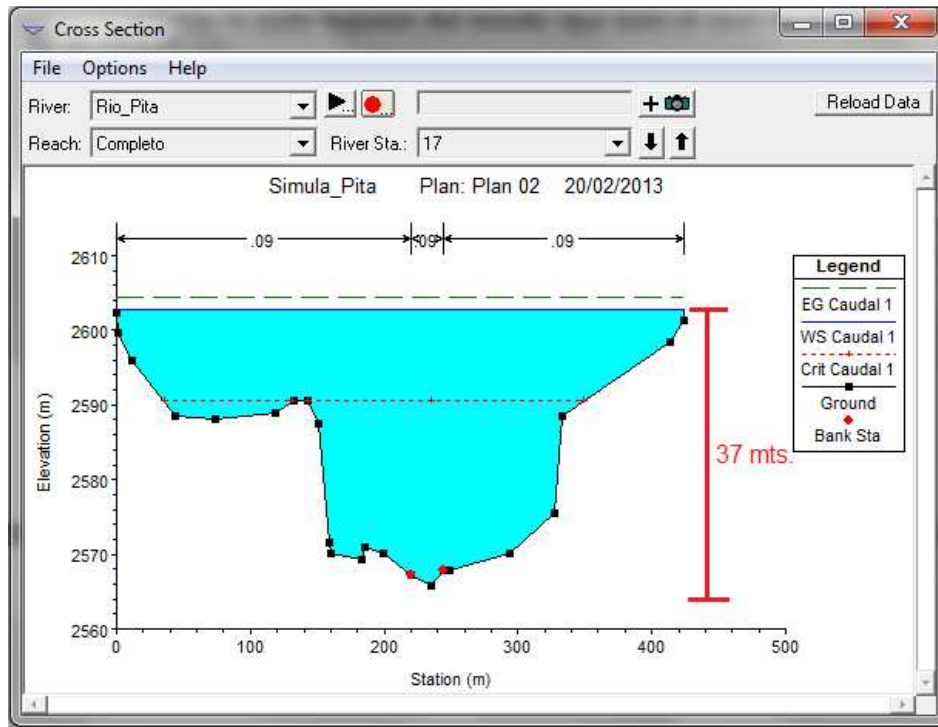 Cross Section
File Options Help
River: Rio_Pita Reload Data
Reach: Completo River Sta.: 17
Simula_Pita Plan: Plan 02 20/02/2013
.09 .09 .09
Legend
EG Caudal 1
WS Caudal 1
Crit Caudal 1
Ground
Bank Sta
37 mts.
2610
2600
2590
2580
2570
2560
Elevation (m)
0 100 200 300 400 500
Station (m)